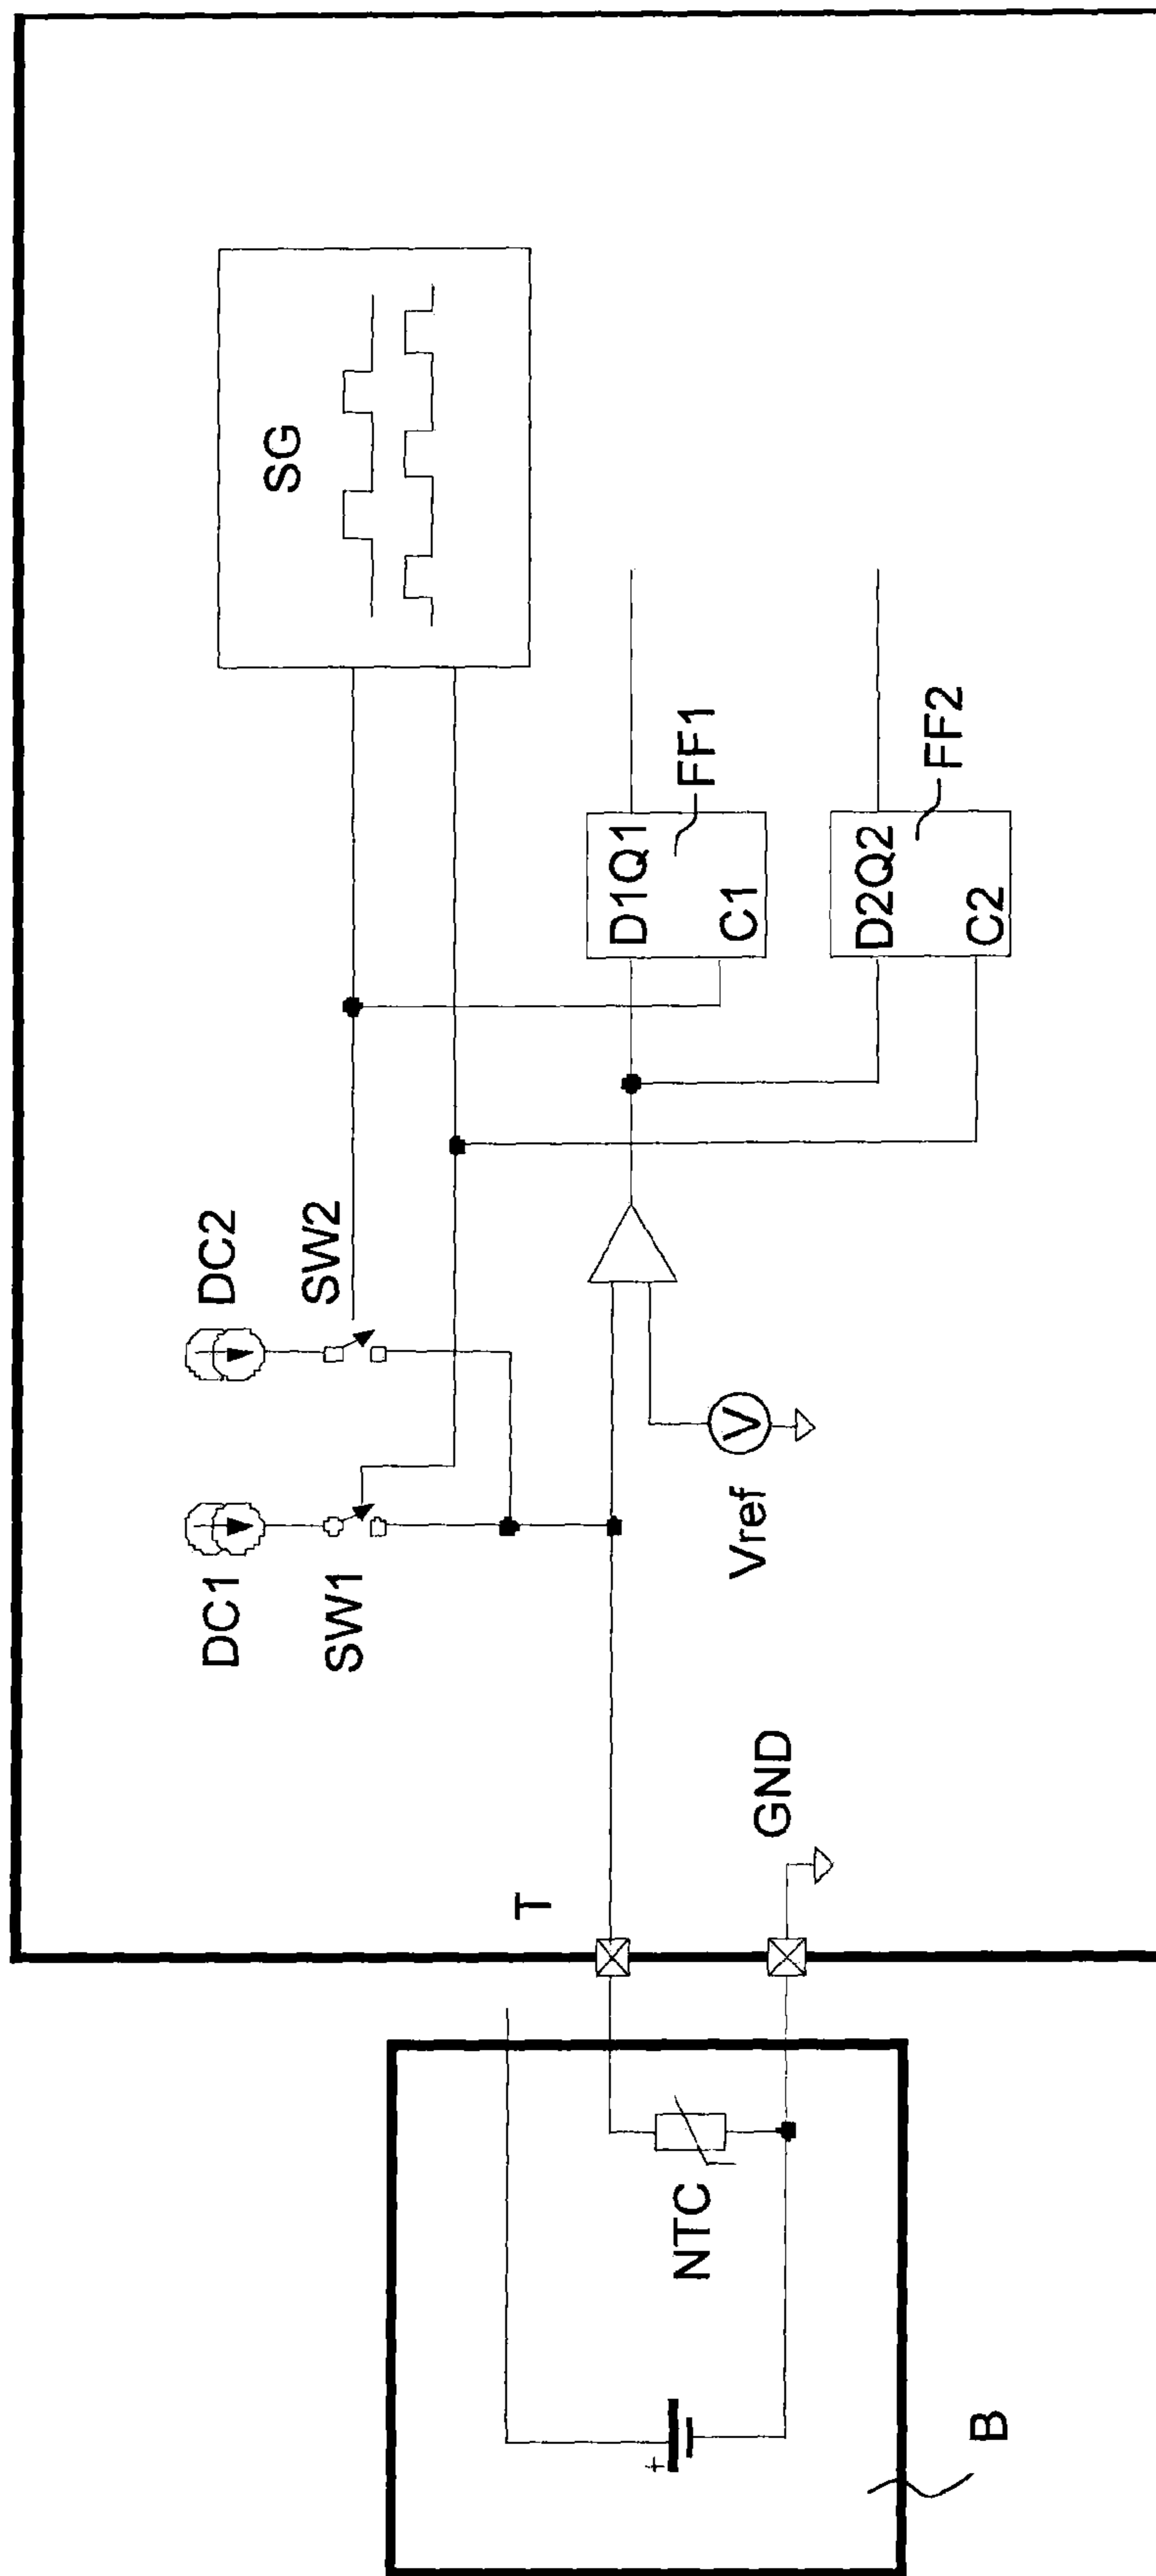 SG
DC2
SW2
DC1
SW1
D1Q1
C1
FF1
D2Q2
C2
FF2
V
Vref
T
GND
NTC
+
B